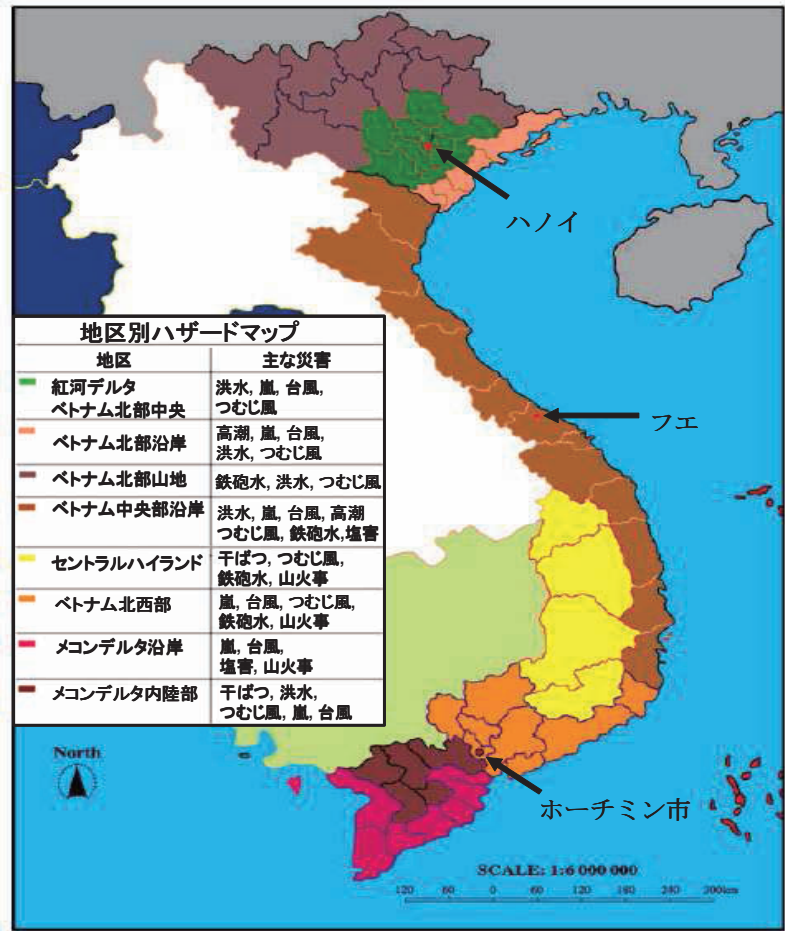 ハノイ
地区別ハザードマップ
地区 主な災害
紅河デルタ
ベトナム北部中央
洪水, 嵐, 台風,
つむじ風
ベトナム北部沿岸
高潮, 嵐, 台風,
洪水, つむじ風
ベトナム北部山地
鉄砲水, 洪水, つむじ風
ベトナム中央部沿岸
洪水, 嵐, 台風, 高潮
つむじ風, 鉄砲水,塩害
セントラルハイランド
干ばつ, つむじ風,
鉄砲水, 山火事
ベトナム北西部
嵐, 台風, つむじ風,
鉄砲水, 山火事
メコンデルタ沿岸
嵐, 台風,
塩害, 山火事
メコンデルタ内陸部
干ばつ, 洪水,
つむじ風, 嵐, 台風
フエ
North
ホーチミン市
SCALE: 1:6 000 000
120 60 0 60 120 180 240 300km